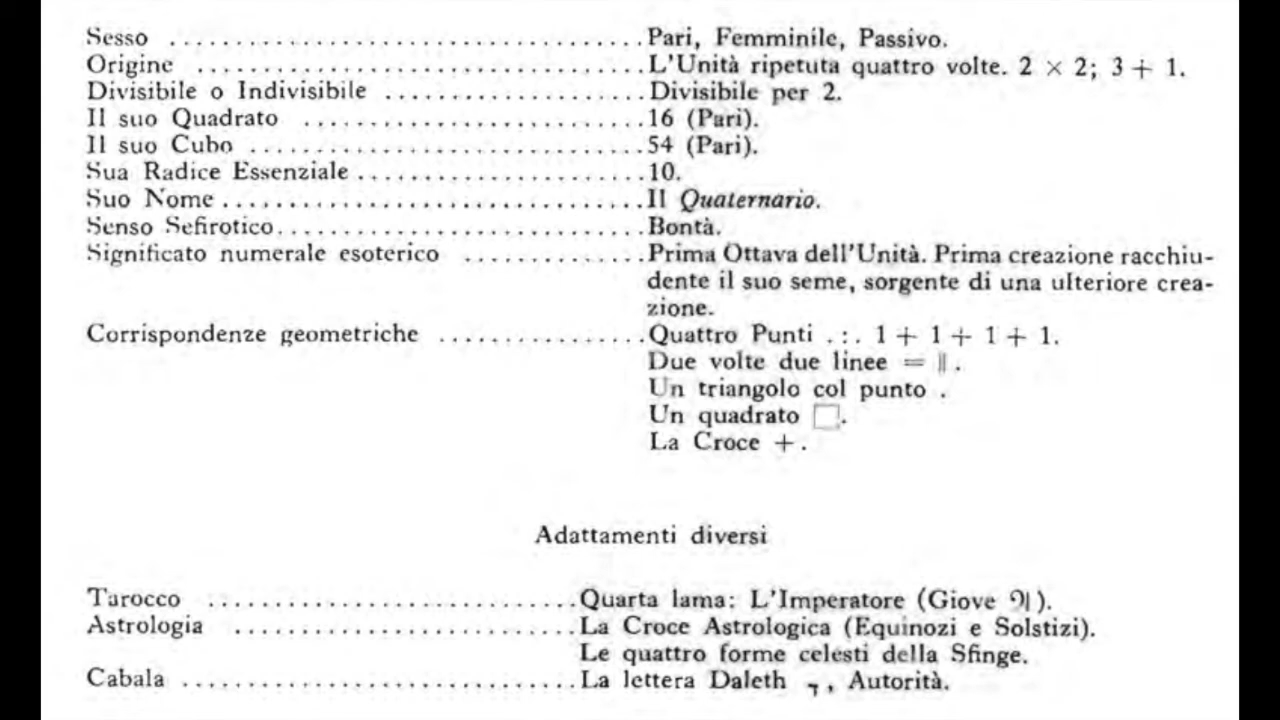 Sesso ................................... Pari, Femminile, Passivo.
Origine ................................. L'Unità ripetuta quattro volte. 2 × 2; 3 + 1.
Divisibile o Indivisibile .................... Divisibile per 2.
Il suo Quadrato .......................... 16 (Pari).
Il suo Cubo .............................. 54 (Pari).
Sua Radice Essenziale ...................... 10.
Suo Nome ................................ Il Quaternario.
Senso Sefirotico ............................ Bontà.
Significato numerale esoterico .............. Prima Ottava dell'Unità. Prima creazione racchiu-
dente il suo seme, sorgente di una ulteriore crea-
zione.
Corrispondenze geometriche ................ Quattro Punti .:. 1 + 1 + 1 + 1.
Due volte due linee = ||.
Un triangolo col punto .
Un quadrato □.
La Croce +.
Adattamenti diversi
Tarocco ............................ Quarta lama: L'Imperatore (Giove ♃).
Astrologia .......................... La Croce Astrologica (Equinozi e Solstizi).
Le quattro forme celesti della Sfinge.
Cabala .............................. La lettera Daleth ד, Autorità.